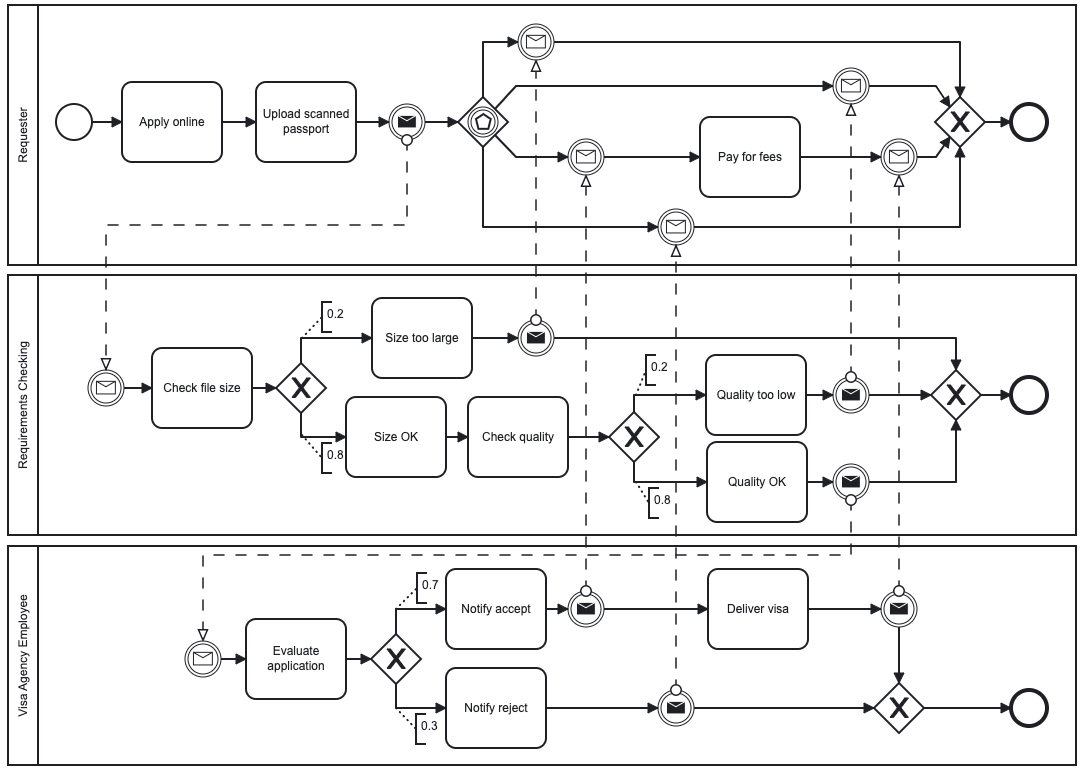 Requester
Apply online
Upload scanned
passport
Pay for fees
Requirements Checking
Check file size
0.2
Size too large
0.8
Size OK
Check quality
0.2
Quality too low
0.8
Quality OK
Visa Agency Employee
Evaluate
application
0.7
Notify accept
Deliver visa
0.3
Notify reject